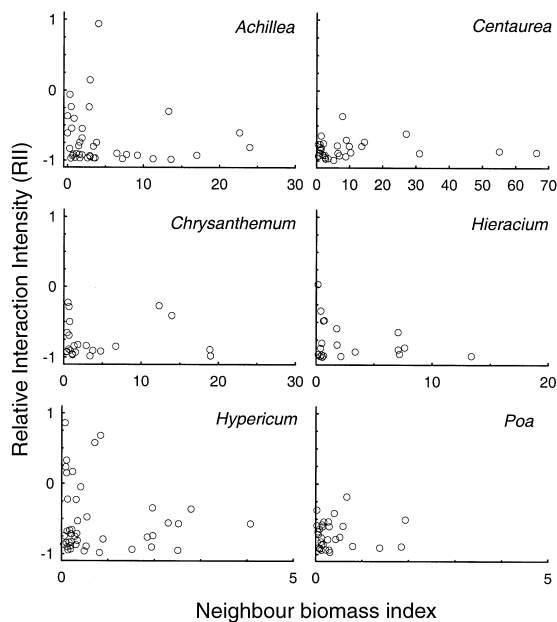 Relative Interaction Intensity (RII)
Achillea
1
0
-1
0 10 20 30
Centaurea
0 10 20 30 40 50 60 70
Chrysanthemum
1
0
-1
0 10 20 30
Hieracium
0 10 20
Hypericum
1
0
-1
0 5
Poa
0 5
Neighbour biomass index